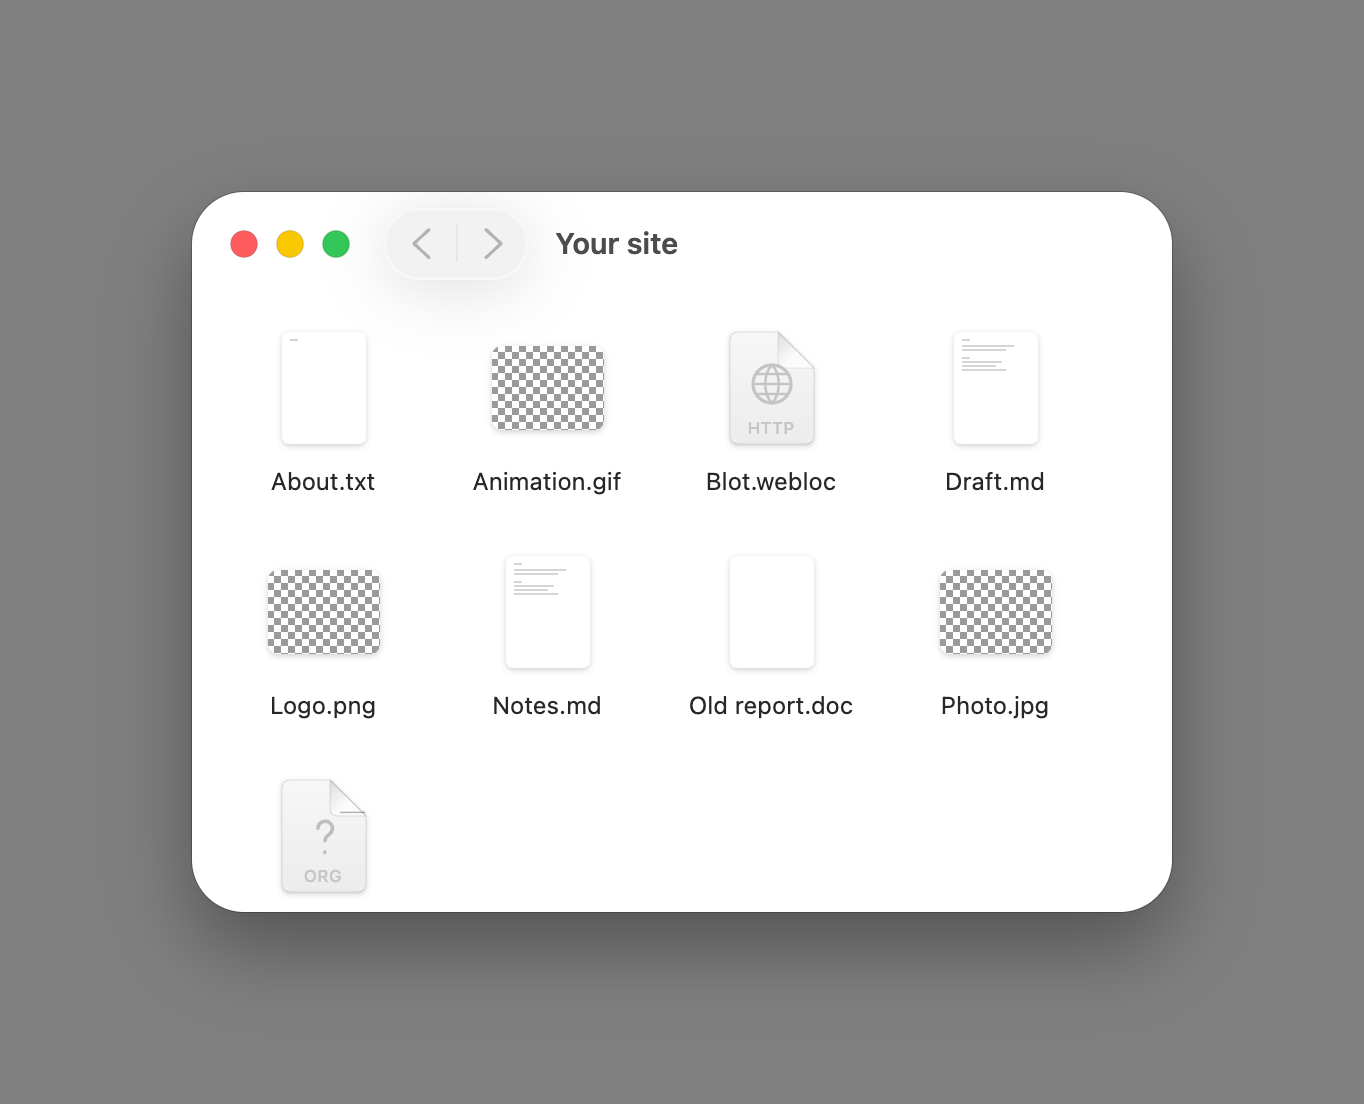 Your site
HTTP
About.txt Animation.gif Blot.webloc Draft.md
Logo.png Notes.md Old report.doc Photo.jpg
?
ORG